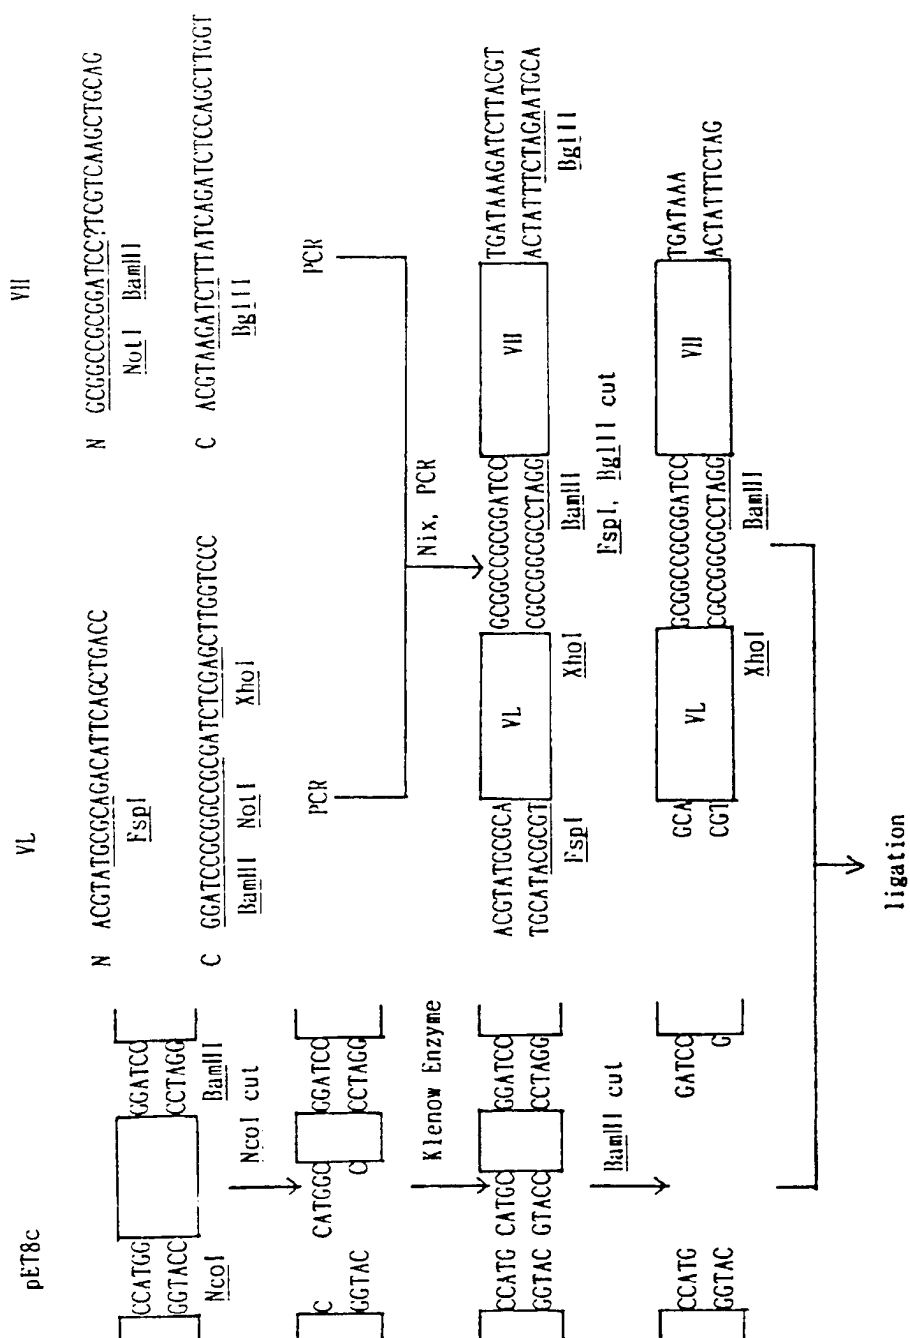 pET8c
CCATGG
GGATCC
GGTACC
CCTAGG
NcoI
BamHI
NcoI cut
C
CATGGC
GGATCC
GGTAC
C
CCTAGG
Klenow Enzyme
CCATG CATGC
GGATCC
GGTAC GTACC
CCTAGG
BamHI cut
CCATG
GATCC
GGTAC
G
VL
N ACGTATGCGCAGACATTCAGCTGACC
FspI
C GGATCCGCGGCCGCGATCTCGAGCTTGGTCCC
BamHI NotI XhoI
PCR
VH
N GCGGCCGCGGATCC?TCGTCAAGCTGCAG
NotI BamHI
C ACGTAAGATCTTTATCAGATCTCCAGCTTGGT
BglII
PCR
Mix, PCR
ACGTATGCGCA VL GCGGCCGCGGATCC VH TGATAAAGATCTTACGT
TGCATACGCGT CGCCGGCGCCTAGG ACTATTTCTAGAATGCA
FspI XhoI BamHI BglII
FspI, BglII cut
GCA VL GCGGCCGCGGATCC VH TGATAAA
CGT CGCCGGCGCCTAGG ACTATTTCTAG
XhoI BamHI
ligation